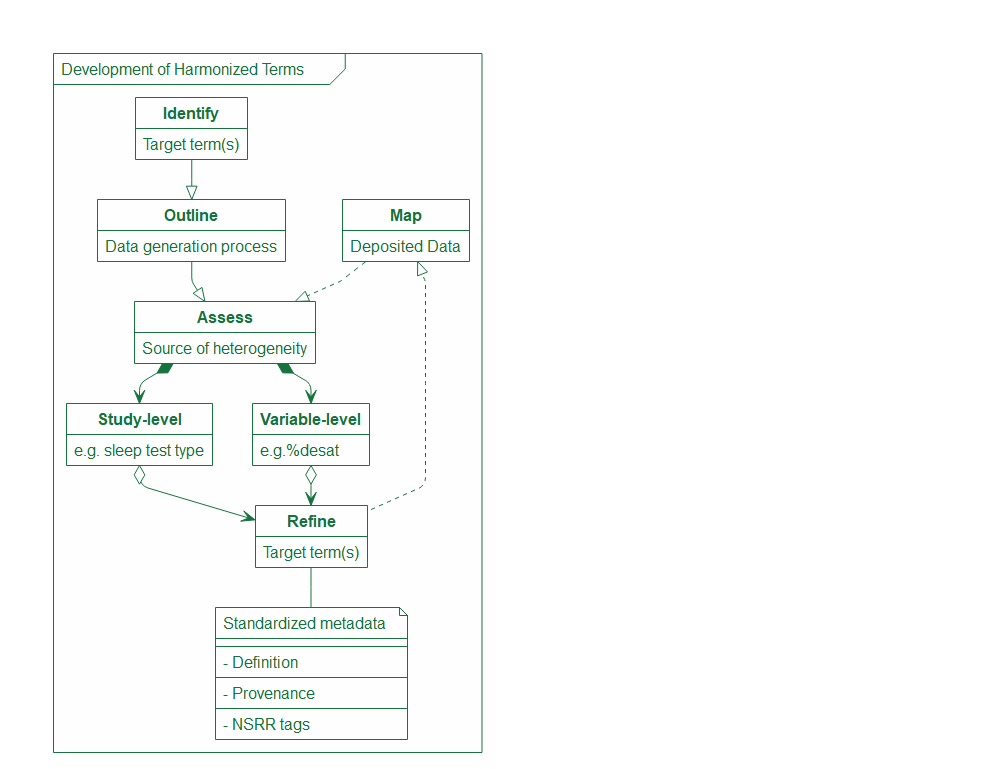 Development of Harmonized Terms
Identify
Target term(s)
Outline
Data generation process
Map
Deposited Data
Assess
Source of heterogeneity
Study-level
e.g. sleep test type
Variable-level
e.g.%desat
Refine
Target term(s)
Standardized metadata
- Definition
- Provenance
- NSRR tags